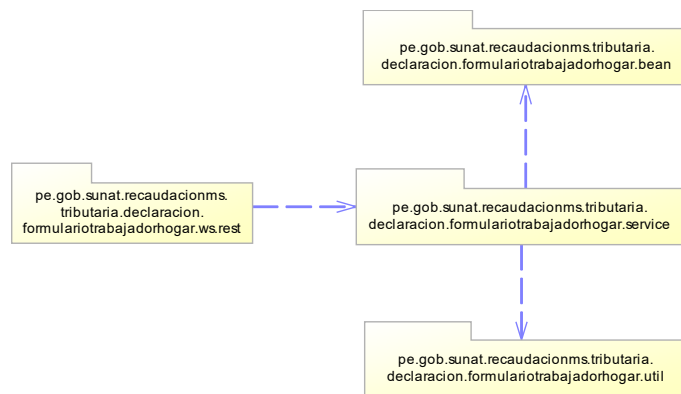 pe.gob.sunat.recaudacionms.tributaria.
declaracion.formulariotrabajadorhogar.bean
pe.gob.sunat.recaudacionms.
tributaria.declaracion.
formulariotrabajadorhogar.ws.rest
pe.gob.sunat.recaudacionms.tributaria.
declaracion.formulariotrabajadorhogar.service
pe.gob.sunat.recaudacionms.tributaria.
declaracion.formulariotrabajadorhogar.util